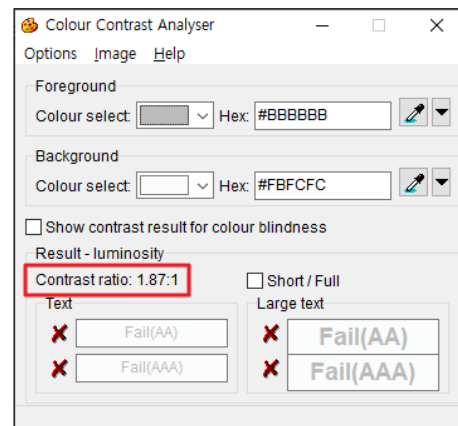 Colour Contrast Analyser
Options Image Help
Foreground
Colour select: Hex: #BBBBBB
Background
Colour select: Hex: #FBFCFC
Show contrast result for colour blindness
Result - luminosity
Contrast ratio: 1.87:1 Short / Full
Text Large text
Fail(AA) Fail(AA)
Fail(AAA) Fail(AAA)